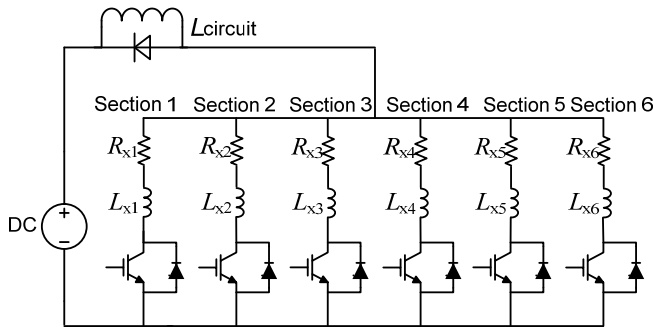 Lcircuit
Section 1 Section 2 Section 3 Section 4 Section 5 Section 6
Rx1 Rx2 Rx3 Rx4 Rx5 Rx6
Lx1 Lx2 Lx3 Lx4 Lx5 Lx6
DC
+
−